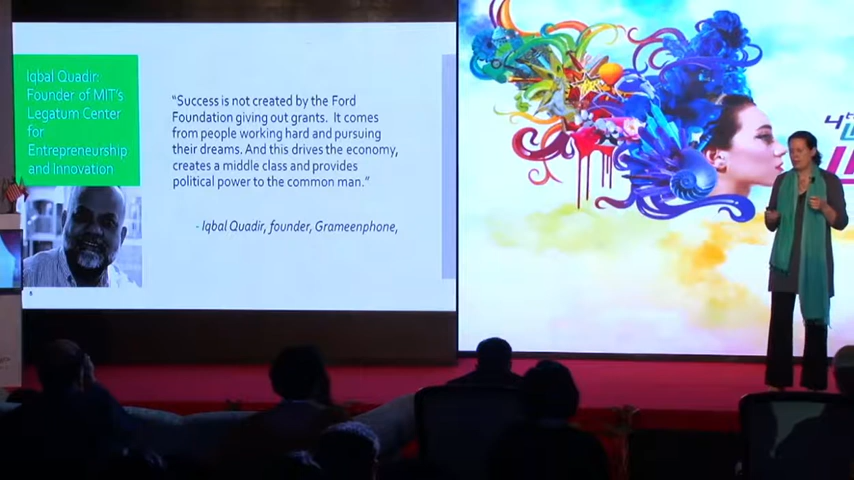 Iqbal Quadir:
Founder of MIT's
Legatum Center
for
Entrepreneurship
and Innovation
"Success is not created by the Ford
Foundation giving out grants. It comes
from people working hard and pursuing
their dreams. And this drives the economy,
creates a middle class and provides
political power to the common man."
- Iqbal Quadir, founder, Grameenphone,